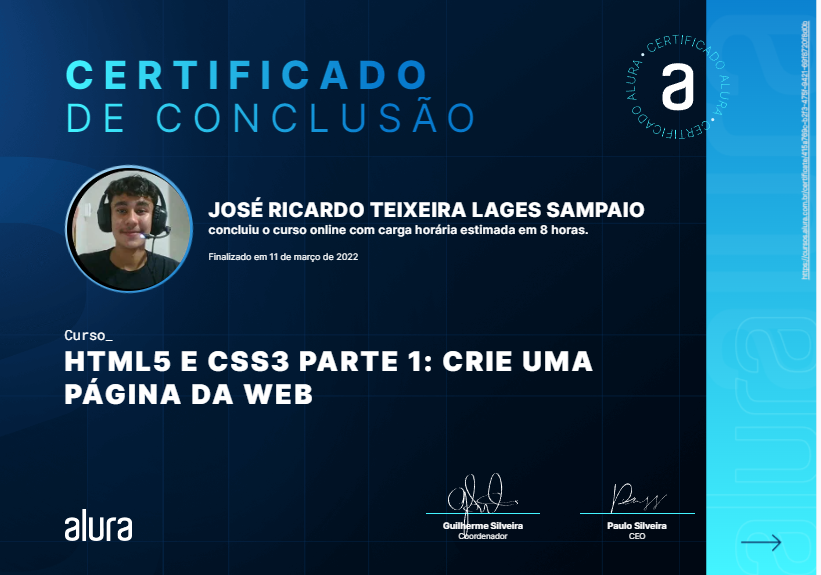 CERTIFICADO
DE CONCLUSÃO
CERTIFICADO ALURA • CERTIFICADO ALURA •
a
JOSÉ RICARDO TEIXEIRA LAGES SAMPAIO
concluiu o curso online com carga horária estimada em 8 horas.
Finalizado em 11 de março de 2022
Curso_
HTML5 E CSS3 PARTE 1: CRIE UMA
PÁGINA DA WEB
alura
Guilherme Silveira
Coordenador
Paulo Silveira
CEO
alura